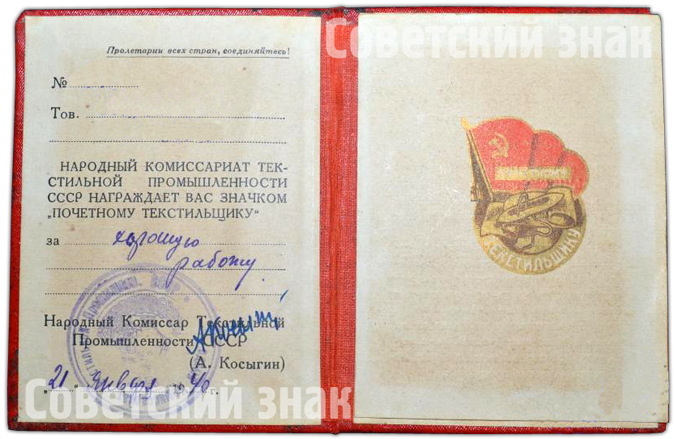 Советский знак
Пролетарии всех стран, соединяйтесь!
№
Тов.
НАРОДНЫЙ КОМИССАРИАТ ТЕК-
СТИЛЬНОЙ ПРОМЫШЛЕННОСТИ
СССР НАГРАЖДАЕТ ВАС ЗНАЧКОМ
„ПОЧЕТНОМУ ТЕКСТИЛЬЩИКУ“
за хорошую
работу
Народный Комиссар Текстильной
Промышленности СССР
(А. Косыгин)
21 января 1940 г.
ТЕКСТИЛЬЩИКУ
Советский знак